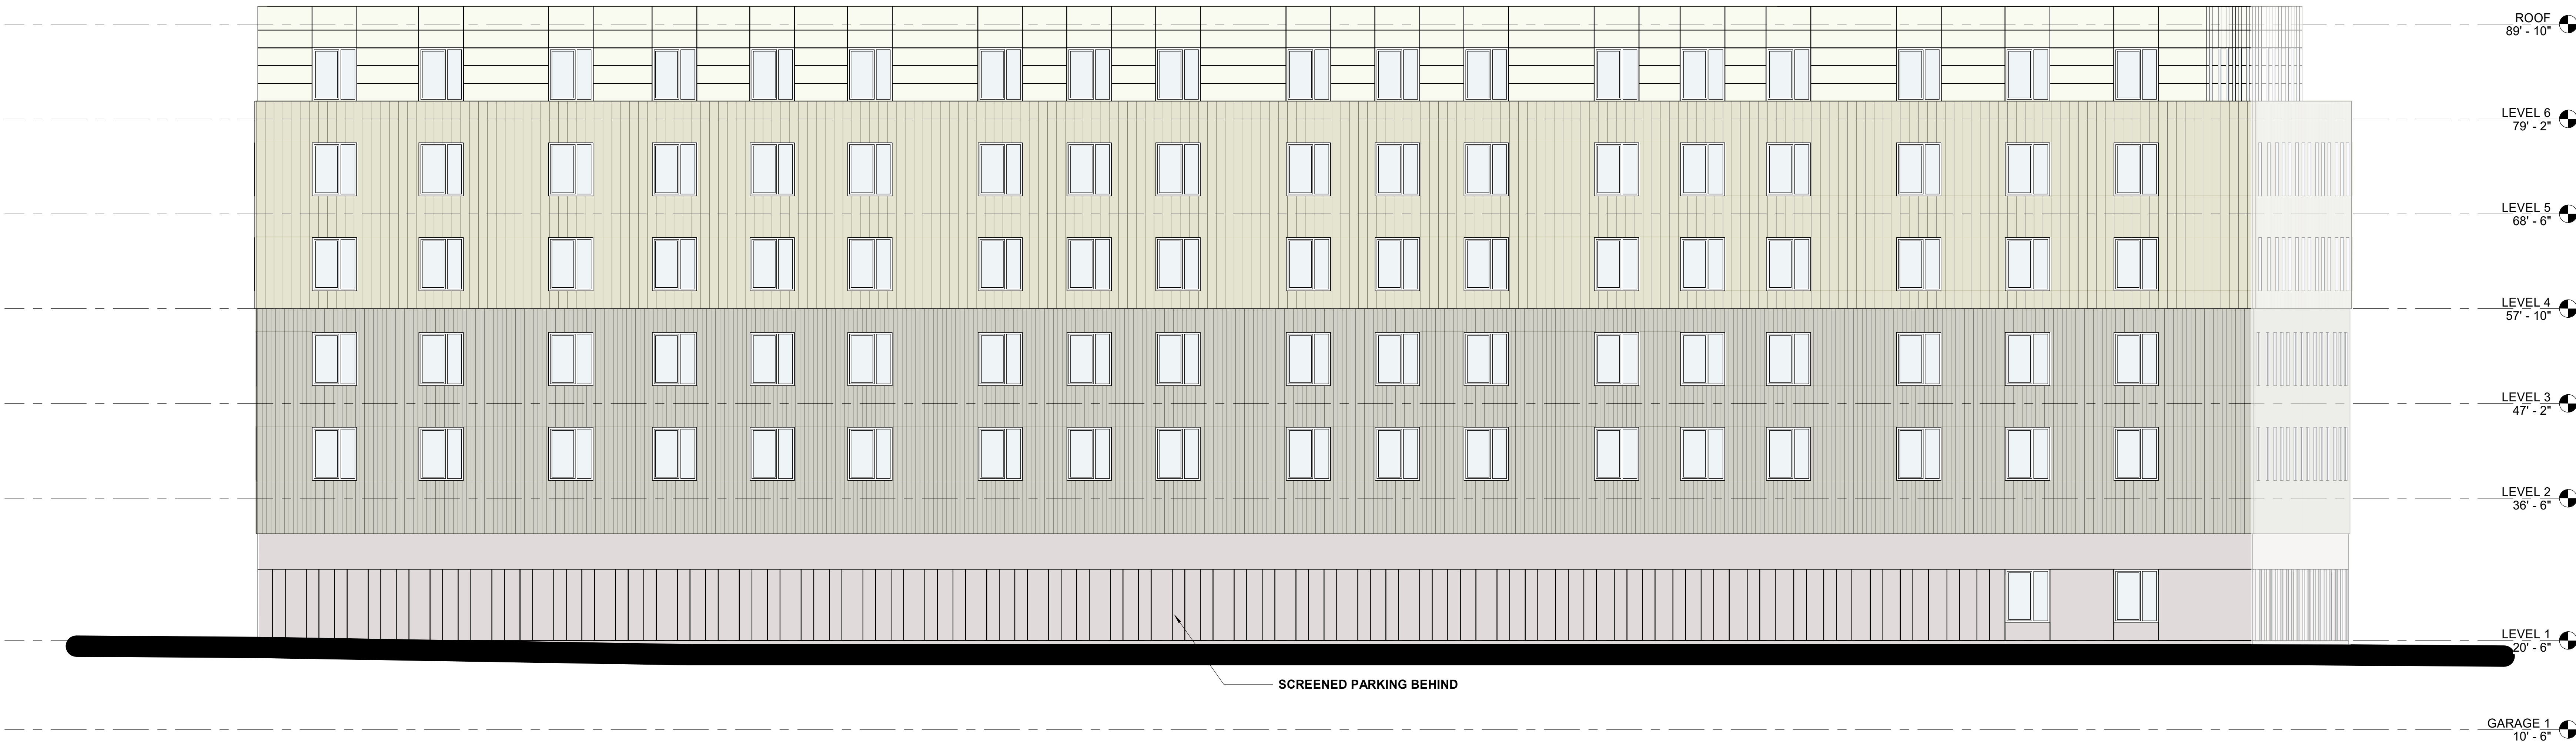 ROOF
89' - 10"
LEVEL 6
79' - 2"
LEVEL 5
68' - 6"
LEVEL 4
57' - 10"
LEVEL 3
47' - 2"
LEVEL 2
36' - 6"
LEVEL 1
20' - 6"
SCREENED PARKING BEHIND
GARAGE 1
10' - 6"